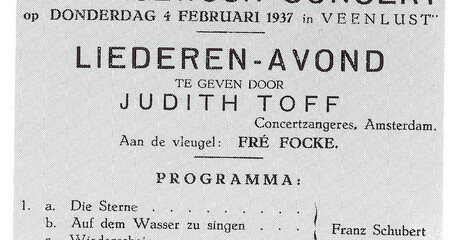 CONCERT
op DONDERDAG 4 FEBRUARI 1937 in VEENLUST"
LIEDEREN-AVOND
TE GEVEN DOOR
JUDITH TOFF
Concertzangeres, Amsterdam.
Aan de vleugel: FRÉ FOCKE.
PROGRAMMA:
1. a. Die Sterne . . . . . . . . .
b. Auf dem Wasser zu singen . . . } Franz Schubert